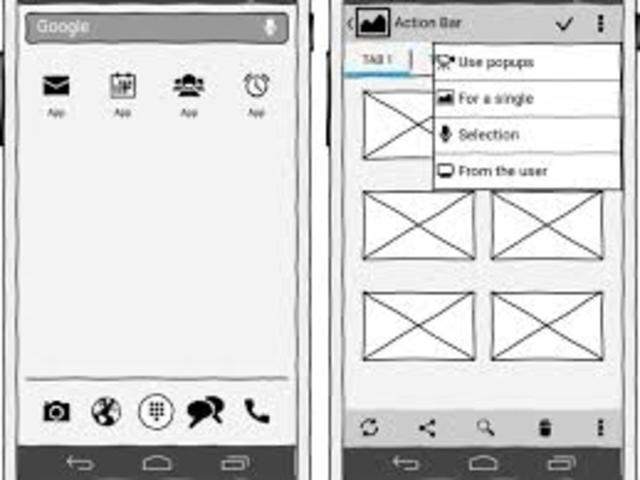 Google
App
App
App
App
Action Bar
TAB 1
Use popups
For a single
Selection
From the user